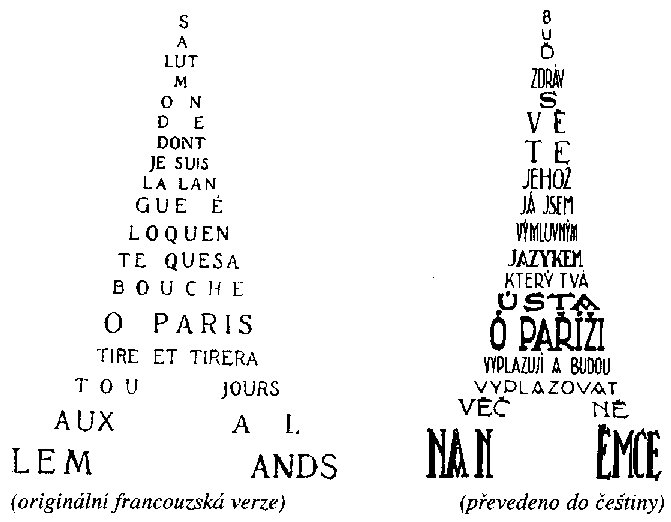 S
A
LUT
M
O N
D E
DONT
JE SUIS
LA LAN
GUE É
LOQUEN
TE QUESA
BOUCHE
O PARIS
TIRE ET TIRERA
TOU JOURS
AUX A L
LEM ANDS
(originální francouzská verze)
B
U
Ď
ZDRÁV
S
V Ě
T E
JEHOŽ
JÁ JSEM
VÝMLUVNÝM
JAZYKEM
KTERÝ TVÁ
ÚSTA
Ó PAŘÍŽI
VYPLAZUJÍ A BUDOU
VYPLAZOVAT
VĚČ NĚ
NA N ĚMCE
(převedeno do češtiny)